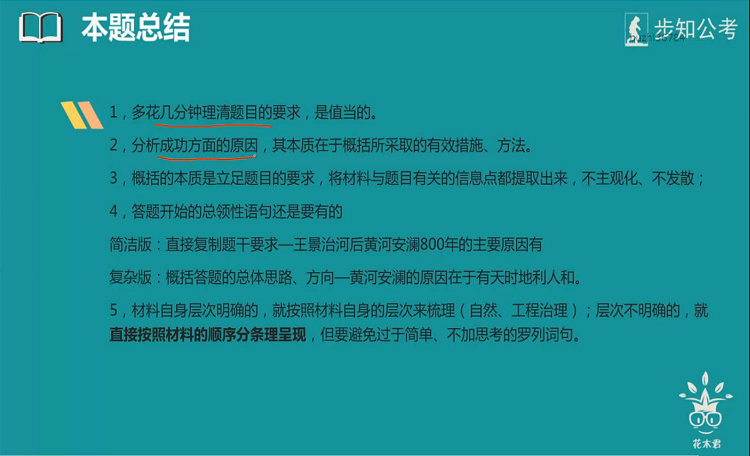 本题总结
步知公考
1，多花几分钟理清题目的要求，是值当的。
2，分析成功方面的原因，其本质在于概括所采取的有效措施、方法。
3，概括的本质是立足题目的要求，将材料与题目有关的信息点都提取出来，不主观化、不发散；
4，答题开始的总领性语句还是要有的
简洁版：直接复制题干要求—王景治河后黄河安澜800年的主要原因有
复杂版：概括答题的总体思路、方向—黄河安澜的原因在于有天时地利人和。
5，材料自身层次明确的，就按照材料自身的层次来梳理（自然、工程治理）；层次不明确的，就
直接按照材料的顺序分条理呈现，但要避免过于简单、不加思考的罗列词句。
花木君